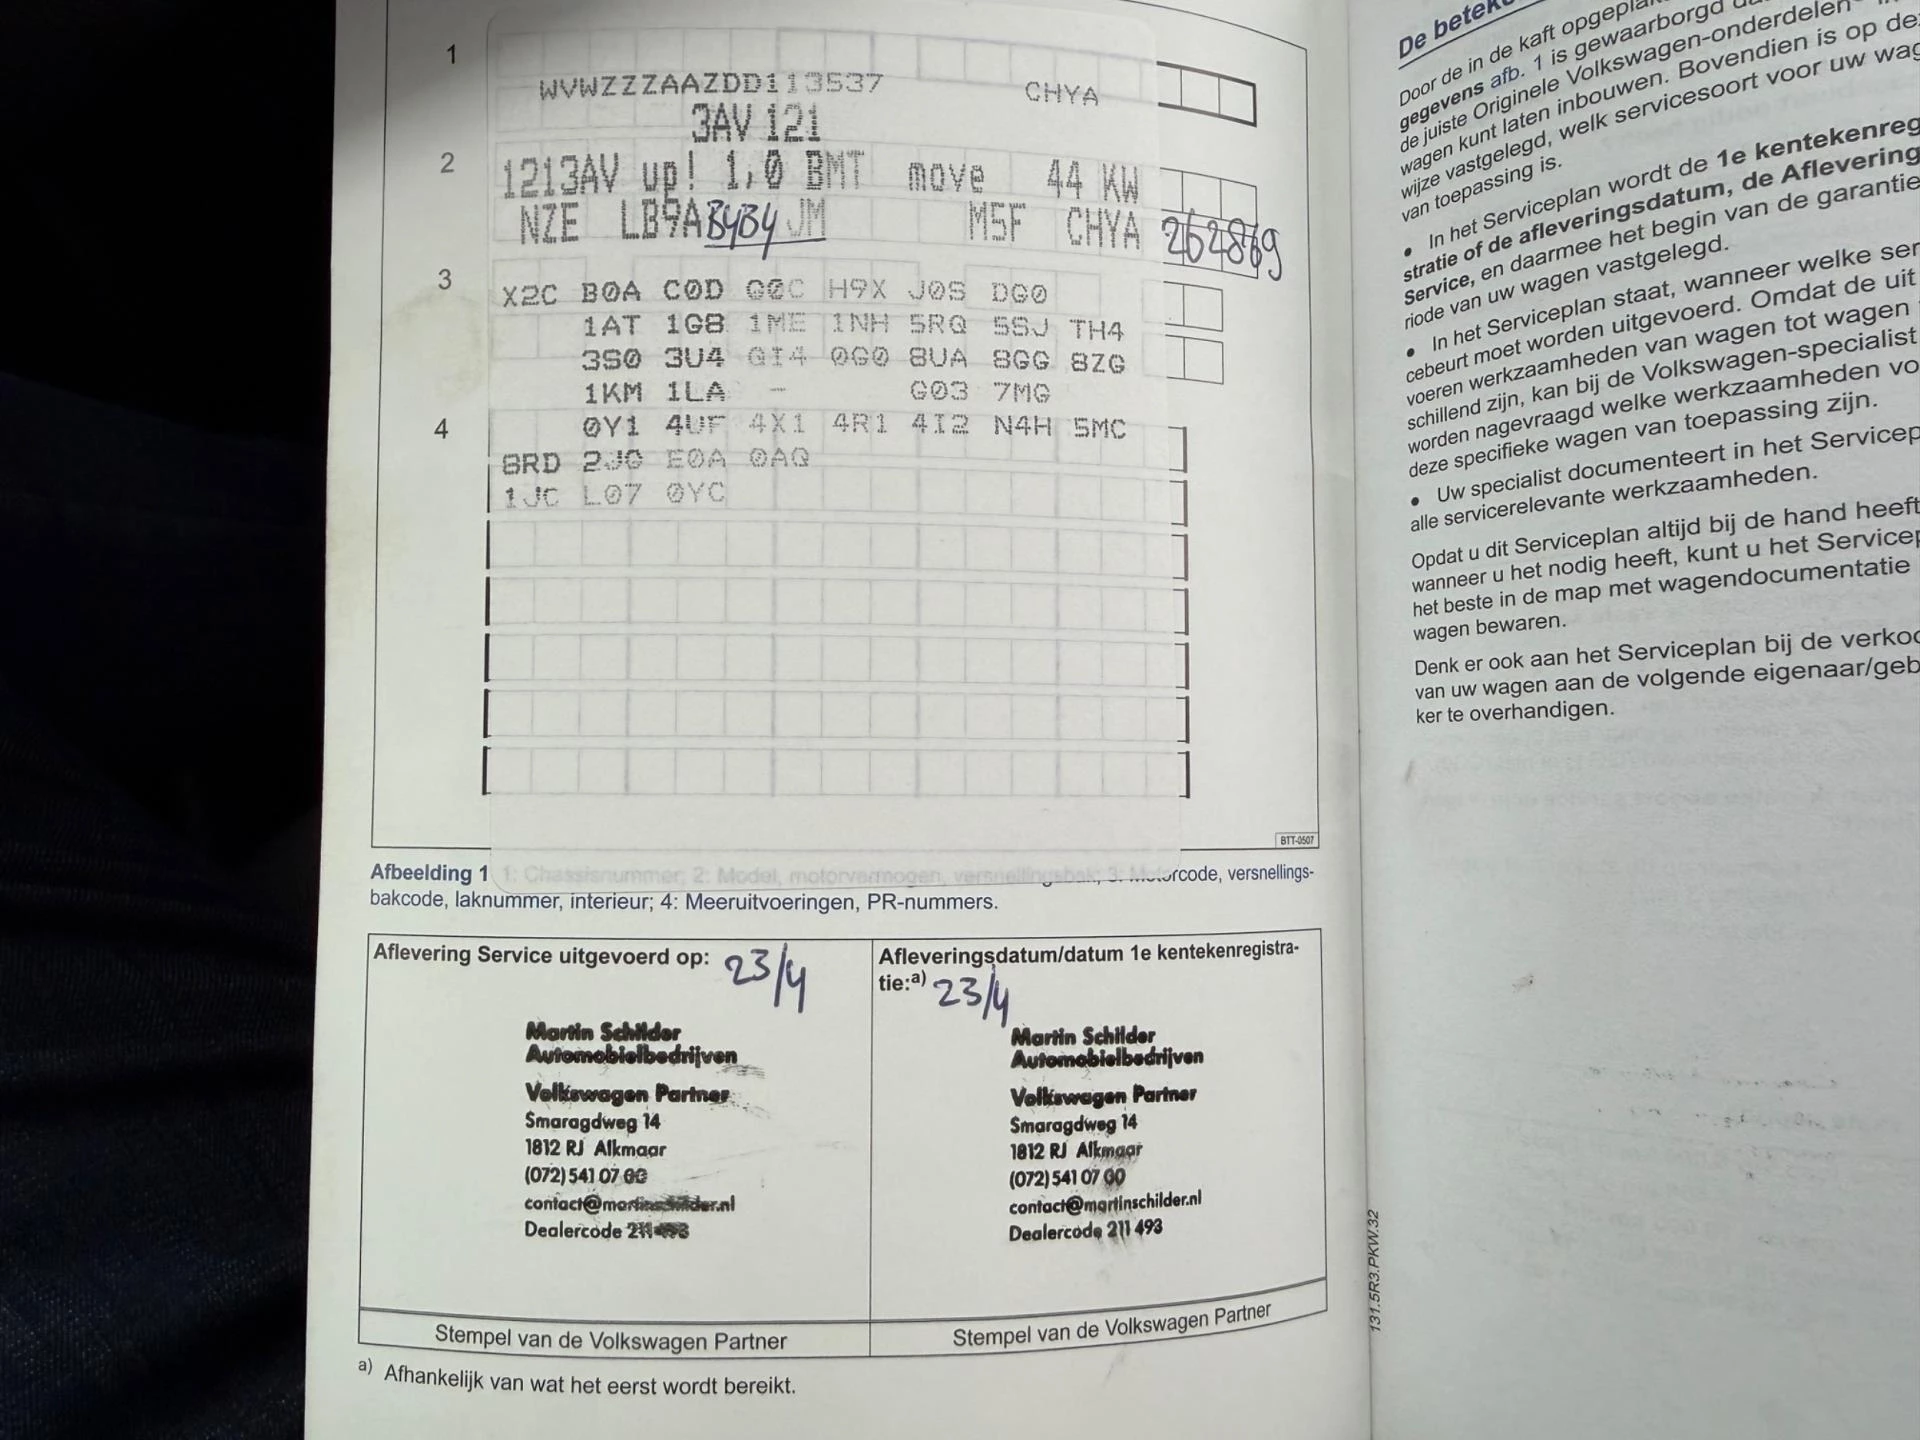 1
WVWZZZAAZDD113537 CHYA
3AV 121
2
1213AV up! 1,0 BMT move 44 KW
NZE LB9A B4B4 JM M5F CHYA 262869
3
X2C B0A C0D G0C H9X J0S DG0
1AT 1G8 1ME 1NH 5RQ 5SJ TH4
3S0 3U4 QI4 0G0 8UA 8GG 8ZG
1KM 1LA - G03 7MG
4
0Y1 4UF 4X1 4R1 4I2 N4H 5MC
8RD 2J0 E0A 0AQ
1JC L07 0YC
BTT-0507
Afbeelding 1 1: Chassisnummer; 2: Model, motorvermogen, versnellingsbak; 3: Motorcode, versnellings-
bakcode, laknummer, interieur; 4: Meeruitvoeringen, PR-nummers.
Aflevering Service uitgevoerd op: 23/4
Martin Schilder
Automobielbedrijven
Volkswagen Partner
Smaragdweg 14
1812 RJ Alkmaar
(072) 541 07 00
contact@martinschilder.nl
Dealercode 211 493
Stempel van de Volkswagen Partner
Afleveringsdatum/datum 1e kentekenregistra-
tie:a) 23/4
Martin Schilder
Automobielbedrijven
Volkswagen Partner
Smaragdweg 14
1812 RJ Alkmaar
(072) 541 07 00
contact@martinschilder.nl
Dealercode 211 493
Stempel van de Volkswagen Partner
a) Afhankelijk van wat het eerst wordt bereikt.
131.5R3.PKW.32
De
Door de in de kaft
gegevens afb. 1 is gewaarborgd
de juiste Originele Volkswagen-onderdelen
wagen kunt laten inbouwen. Bovendien is op
wijze vastgelegd, welk servicesoort voor uw
van toepassing is.
• In het Serviceplan wordt de 1e kentekenreg
stratie of de afleveringsdatum, de Aflevering
Service, en daarmee het begin van de garantie
riode van uw wagen vastgelegd.
• In het Serviceplan staat, wanneer welke ser
cebeurt moet worden uitgevoerd. Omdat de uit
voeren werkzaamheden van wagen tot wagen
schillend zijn, kan bij de Volkswagen-specialist
worden nagevraagd welke werkzaamheden vo
deze specifieke wagen van toepassing zijn.
• Uw specialist documenteert in het Servicep
alle servicerelevante werkzaamheden.
Opdat u dit Serviceplan altijd bij de hand heeft
wanneer u het nodig heeft, kunt u het Servicep
het beste in de map met wagendocumentatie
wagen bewaren.
Denk er ook aan het Serviceplan bij de verko
van uw wagen aan de volgende eigenaar/geb
ker te overhandigen.